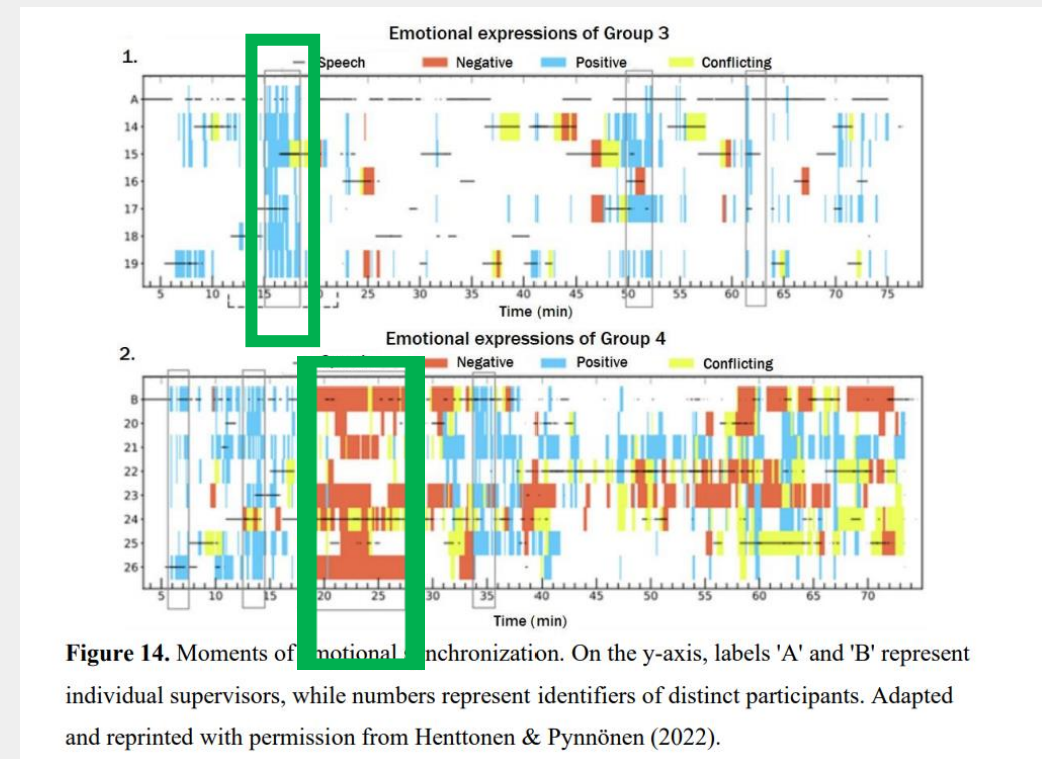 Emotional expressions of Group 3
1.
Speech Negative Positive Conflicting
A
14
15
16
17
18
19
5 10 15 20 25 30 35 40 45 50 55 60 65 70 75
Time (min)
Emotional expressions of Group 4
2.
Negative Positive Conflicting
B
20
21
22
23
24
25
26
5 10 15 20 25 30 35 40 45 50 55 60 65 70
Time (min)
Figure 14. Moments of emotional synchronization. On the y-axis, labels 'A' and 'B' represent
individual supervisors, while numbers represent identifiers of distinct participants. Adapted
and reprinted with permission from Henttonen & Pynnönen (2022).